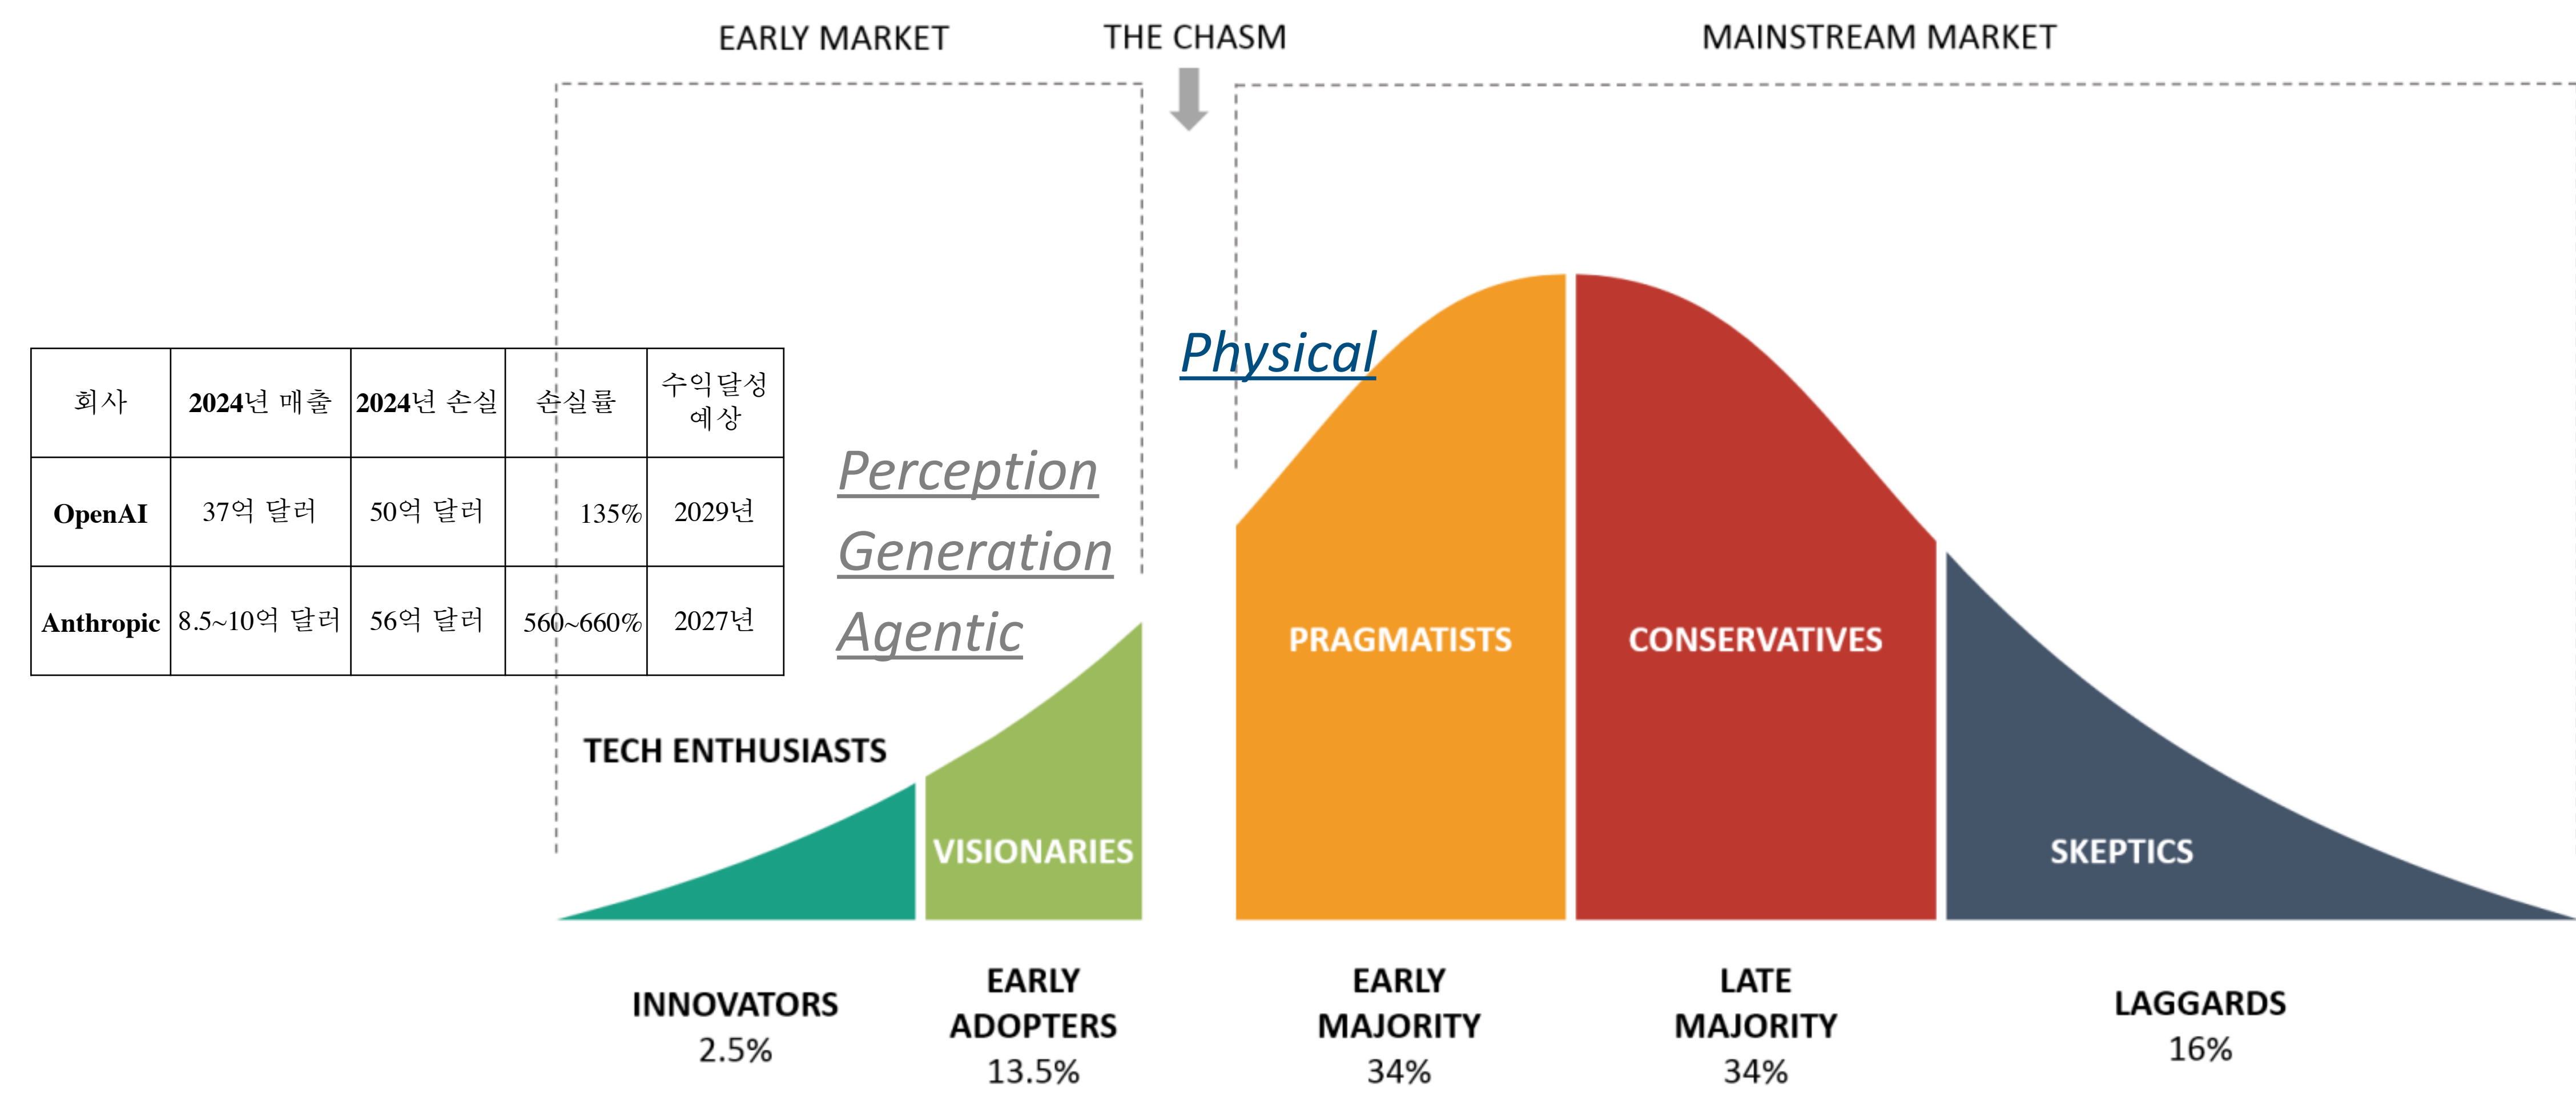 EARLY MARKET
THE CHASM
MAINSTREAM MARKET
회사
2024년 매출
2024년 손실
손실률
수익달성
예상
OpenAI
37억 달러
50억 달러
135%
2029년
Anthropic
8.5~10억 달러
56억 달러
560~660%
2027년
Perception
Generation
Agentic
Physical
TECH ENTHUSIASTS
VISIONARIES
PRAGMATISTS
CONSERVATIVES
SKEPTICS
INNOVATORS
2.5%
EARLY
ADOPTERS
13.5%
EARLY
MAJORITY
34%
LATE
MAJORITY
34%
LAGGARDS
16%